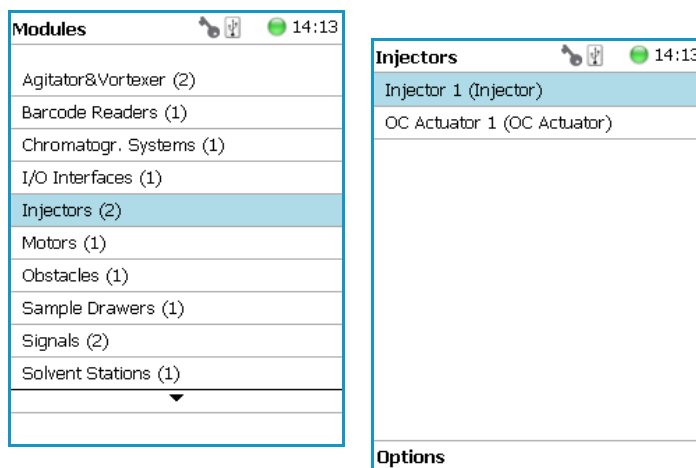 Modules 14:13
Agitator&Vortexer (2)
Barcode Readers (1)
Chromatogr. Systems (1)
I/O Interfaces (1)
Injectors (2)
Motors (1)
Obstacles (1)
Sample Drawers (1)
Signals (2)
Solvent Stations (1)
Injectors 14:13
Injector 1 (Injector)
OC Actuator 1 (OC Actuator)
Options